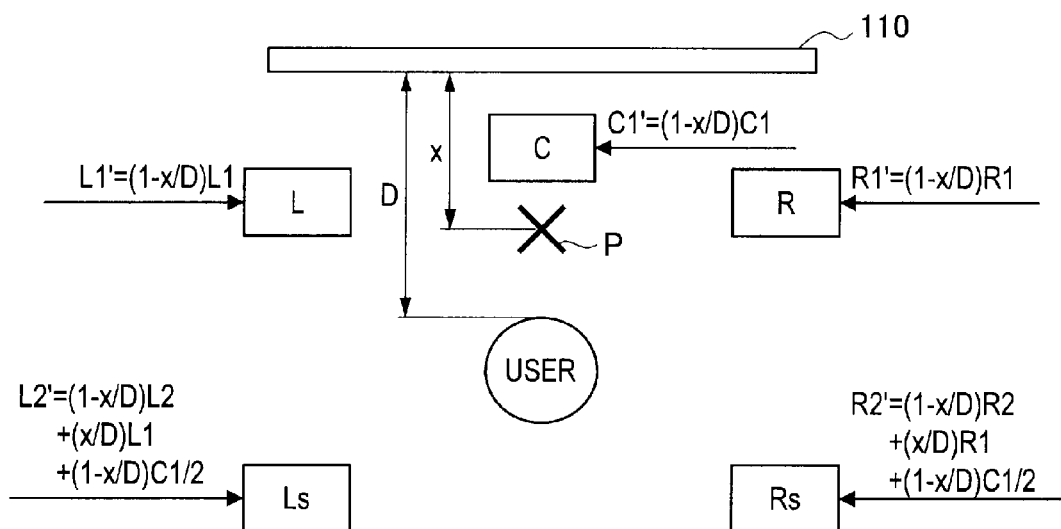 110
C1'=(1-x/D)C1
C
x
L1'=(1-x/D)L1
L
D
R
R1'=(1-x/D)R1
P
USER
L2'=(1-x/D)L2
+(x/D)L1
+(1-x/D)C1/2
Ls
R2'=(1-x/D)R2
+(x/D)R1
+(1-x/D)C1/2
Rs